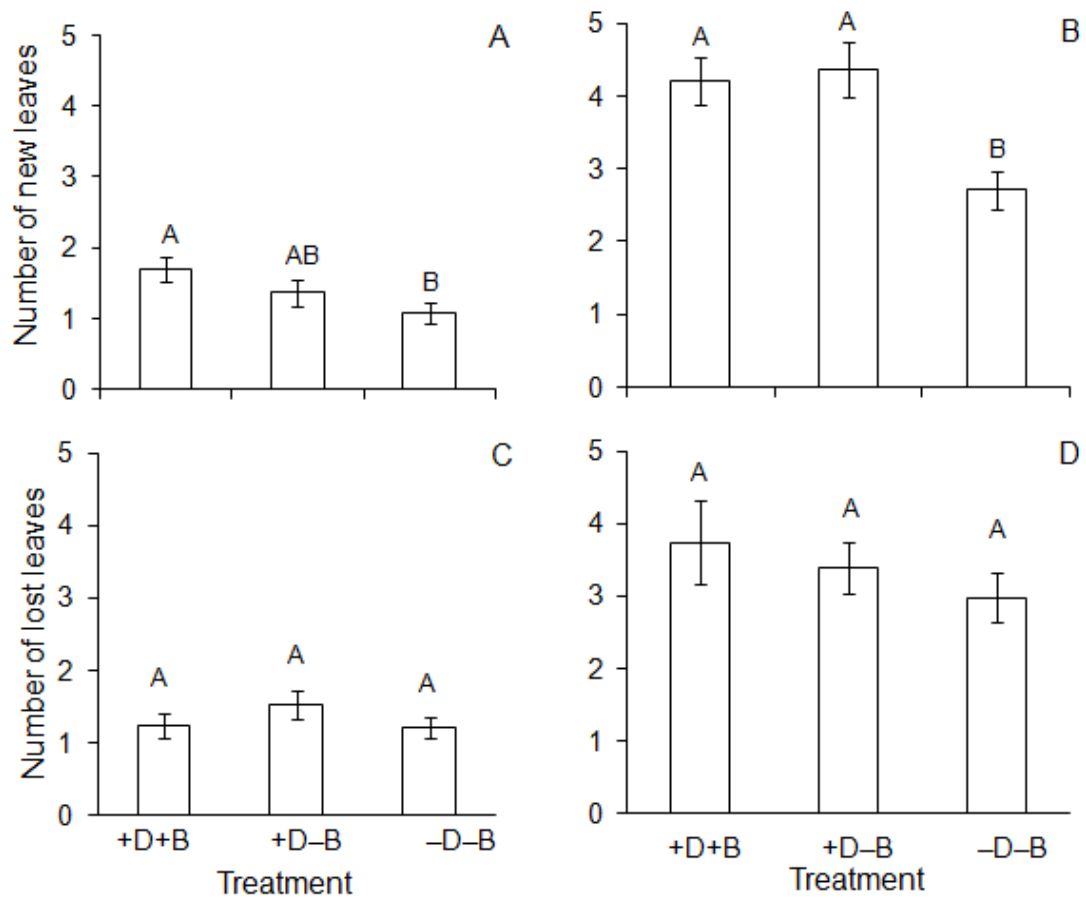 A
Number of new leaves
5
4
3
2
1
0
A
AB
B
B
5
4
3
2
1
0
A
A
B
C
Number of lost leaves
5
4
3
2
1
0
A
A
A
+D+B
+D–B
–D–B
Treatment
D
5
4
3
2
1
0
A
A
A
+D+B
+D–B
–D–B
Treatment